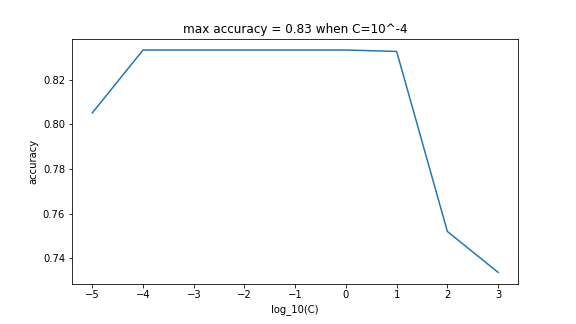 max accuracy = 0.83 when C=10^-4
accuracy
0.82
0.80
0.78
0.76
0.74
−5 −4 −3 −2 −1 0 1 2 3
log_10(C)